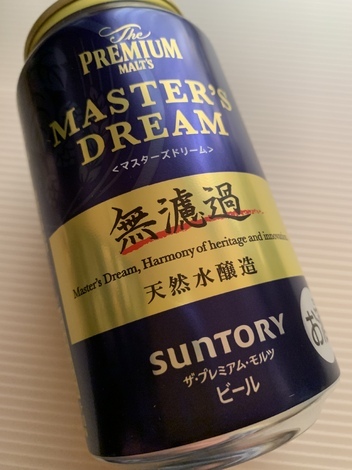 The
PREMIUM
MALT'S
MASTER'S
DREAM
<マスターズドリーム>
無濾過
Master's Dream, Harmony of heritage and innovation
天然水醸造
SUNTORY
ザ・プレミアム・モルツ
ビール
お